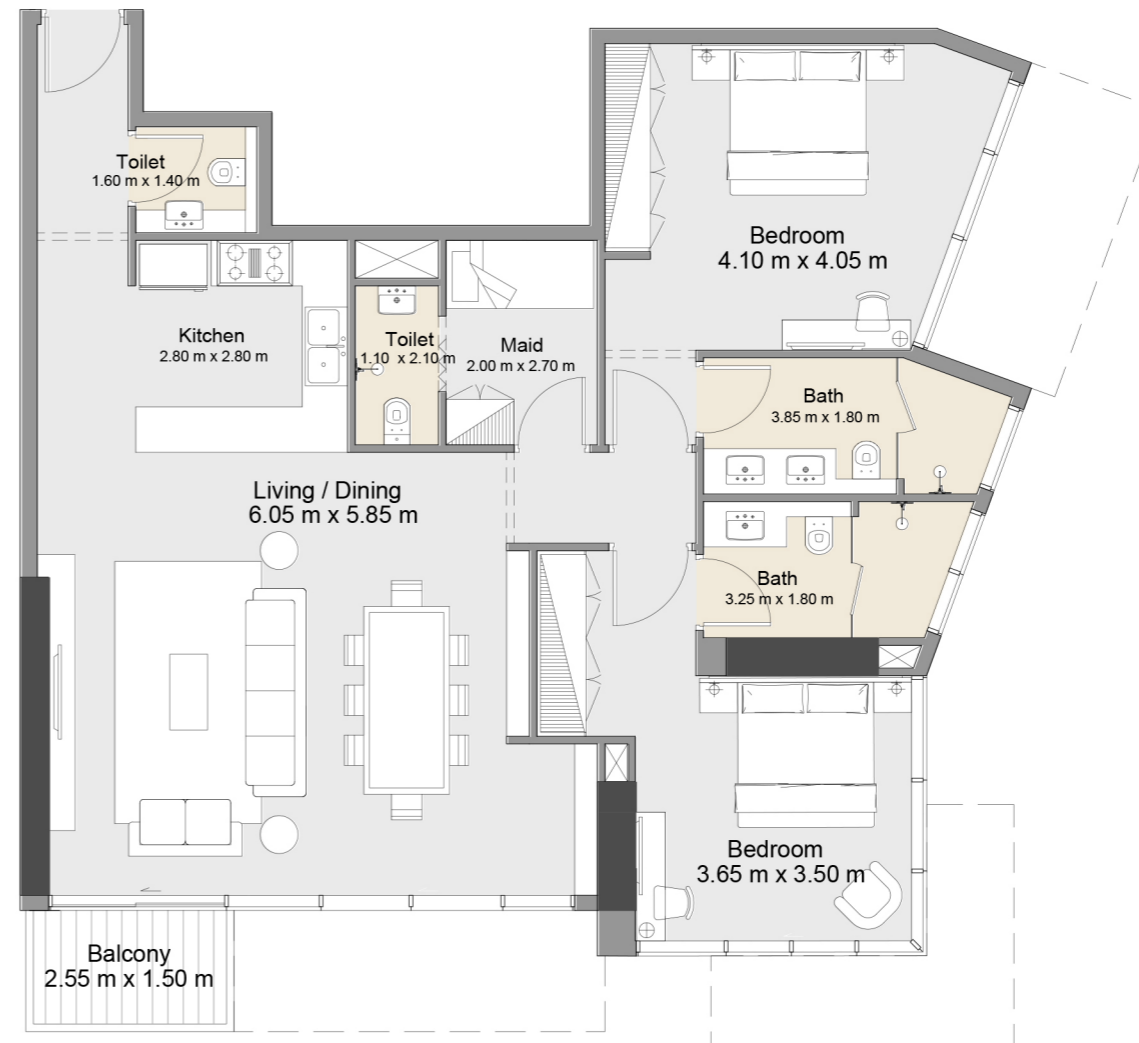 Toilet
1.60 m x 1.40 m
Bedroom
4.10 m x 4.05 m
Kitchen
2.80 m x 2.80 m
Toilet
1.10 x 2.10 m
Maid
2.00 m x 2.70 m
Bath
3.85 m x 1.80 m
Living / Dining
6.05 m x 5.85 m
Bath
3.25 m x 1.80 m
Bedroom
3.65 m x 3.50 m
Balcony
2.55 m x 1.50 m